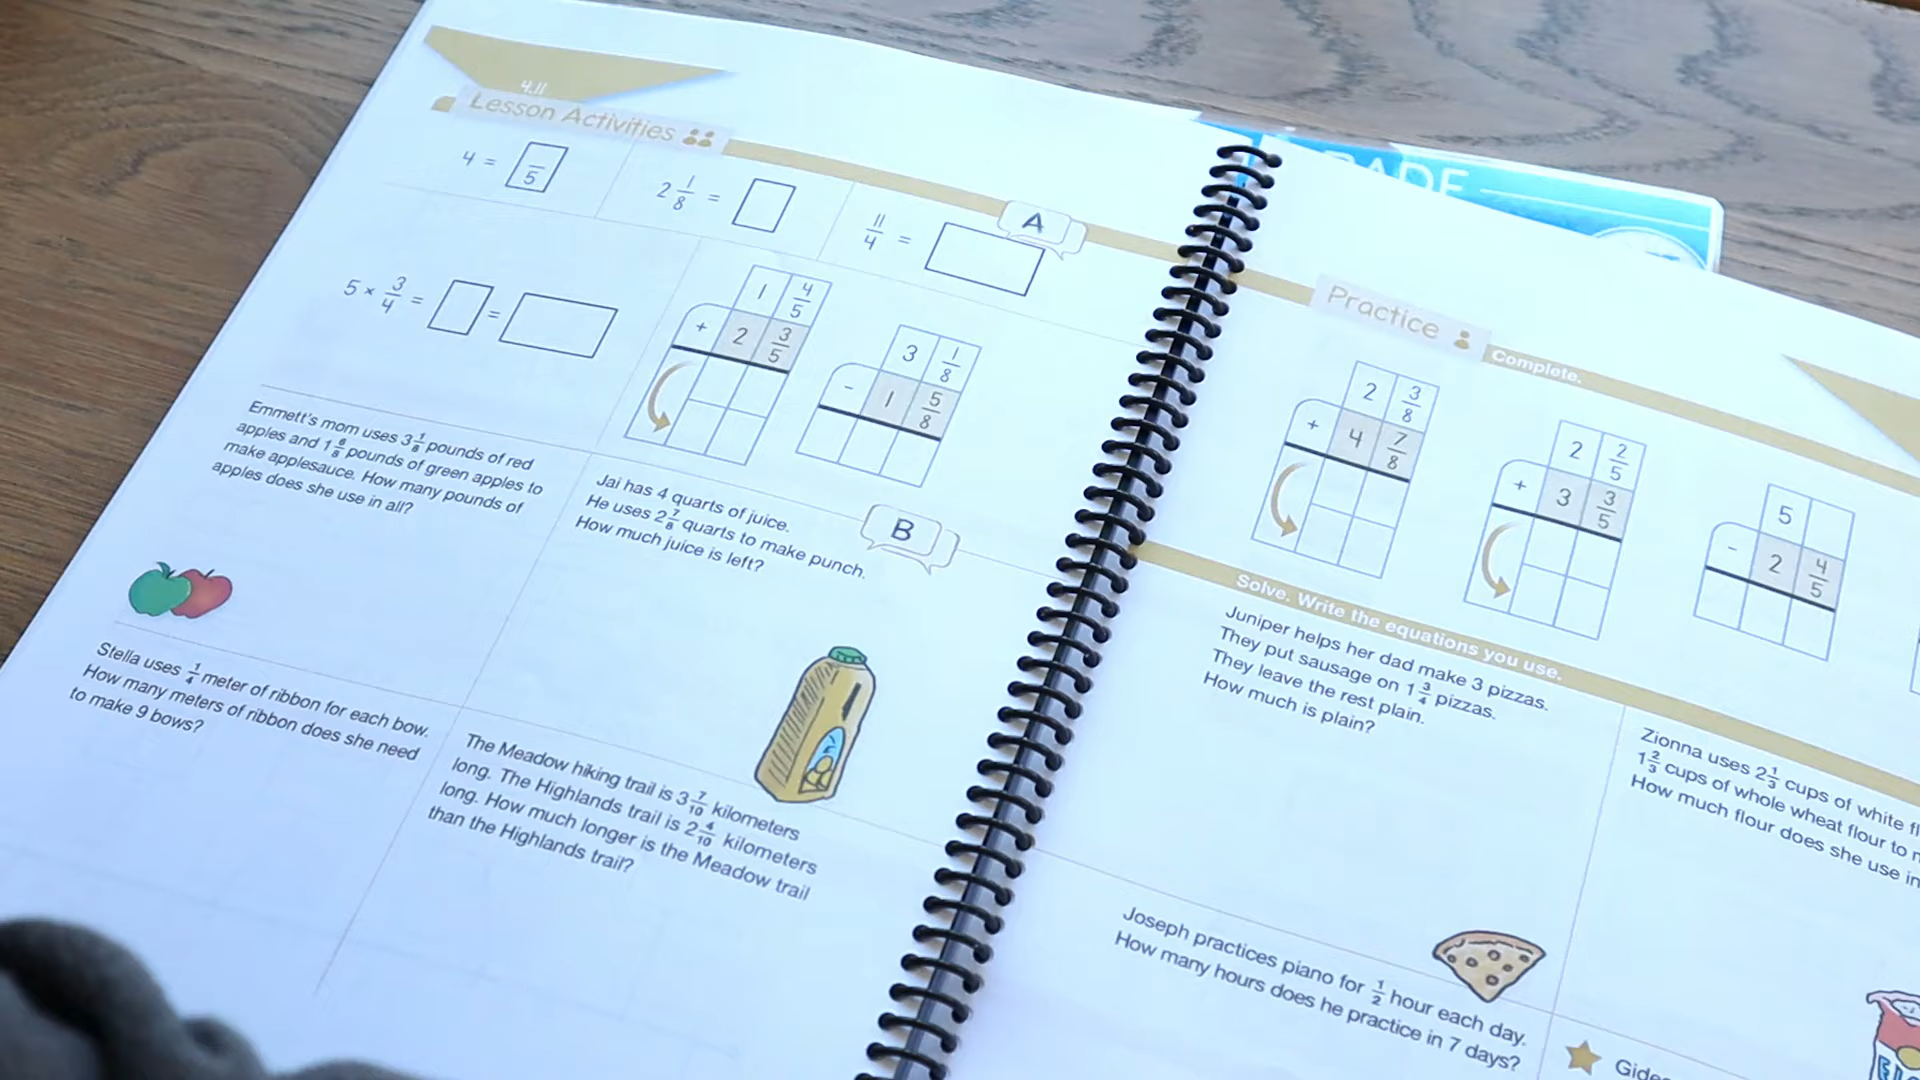 4.11
Lesson Activities
4 = —/5
2 1/8 =
11/4 =
A
5 × 3/4 = =
1 4/5
+ 2 3/5
3 1/8
- 1 5/8
Emmett's mom uses 3 1/8 pounds of red
apples and 1 6/8 pounds of green apples to
make applesauce. How many pounds of
apples does she use in all?
Jai has 4 quarts of juice.
He uses 2 7/8 quarts to make punch.
How much juice is left?
B
Stella uses 1/4 meter of ribbon for each bow.
How many meters of ribbon does she need
to make 9 bows?
The Meadow hiking trail is 3 7/10 kilometers
long. The Highlands trail is 2 4/10 kilometers
long. How much longer is the Meadow trail
than the Highlands trail?
Practice
Complete.
2 3/8
+ 4 7/8
2 2/5
+ 3 3/5
5
- 2 4/5
Solve. Write the equations you use.
Juniper helps her dad make 3 pizzas.
They put sausage on 1 3/4 pizzas.
They leave the rest plain.
How much is plain?
Zionna uses 2 1/3 cups of white fl
1 2/3 cups of whole wheat flour to
How much flour does she use in
Joseph practices piano for 1/2 hour each day.
How many hours does he practice in 7 days?
Gide